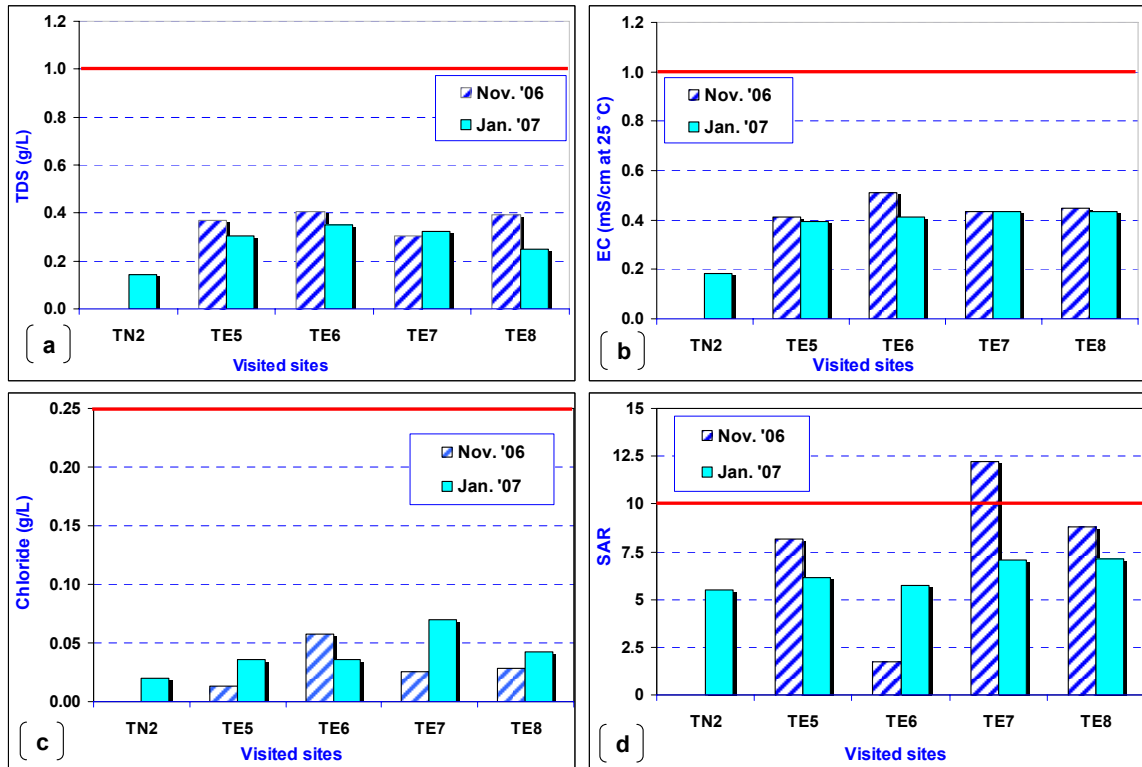 1.2
1.0
0.8
0.6
0.4
0.2
0.0
TDS (g/L)
Nov. '06
Jan. '07
TN2 TE5 TE6 TE7 TE8
Visited sites
a
1.2
1.0
0.8
0.6
0.4
0.2
0.0
EC (mS/cm at 25 ˚C)
Nov. '06
Jan. '07
TN2 TE5 TE6 TE7 TE8
Visited sites
b
0.25
0.20
0.15
0.10
0.05
0.00
Chloride (g/L)
Nov. '06
Jan. '07
TN2 TE5 TE6 TE7 TE8
Visited sites
c
15
12.5
10
7.5
5
2.5
0
SAR
Nov. '06
Jan. '07
TN2 TE5 TE6 TE7 TE8
Visited sites
d